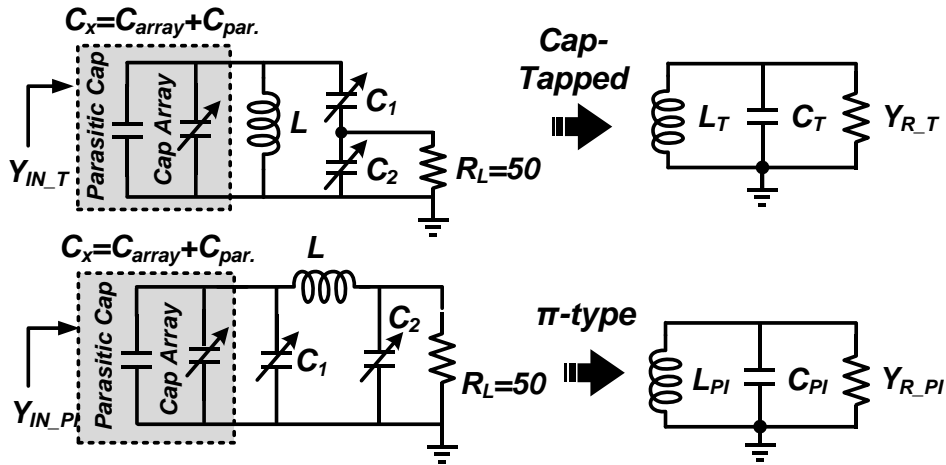 Cx=Carray+Cpar.
Parasitic Cap
Cap Array
YIN_T
L
C1
C2
RL=50
Cap-
Tapped
LT
CT
YR_T
Cx=Carray+Cpar.
Parasitic Cap
Cap Array
YIN_PI
L
C1
C2
RL=50
π-type
LPI
CPI
YR_PI